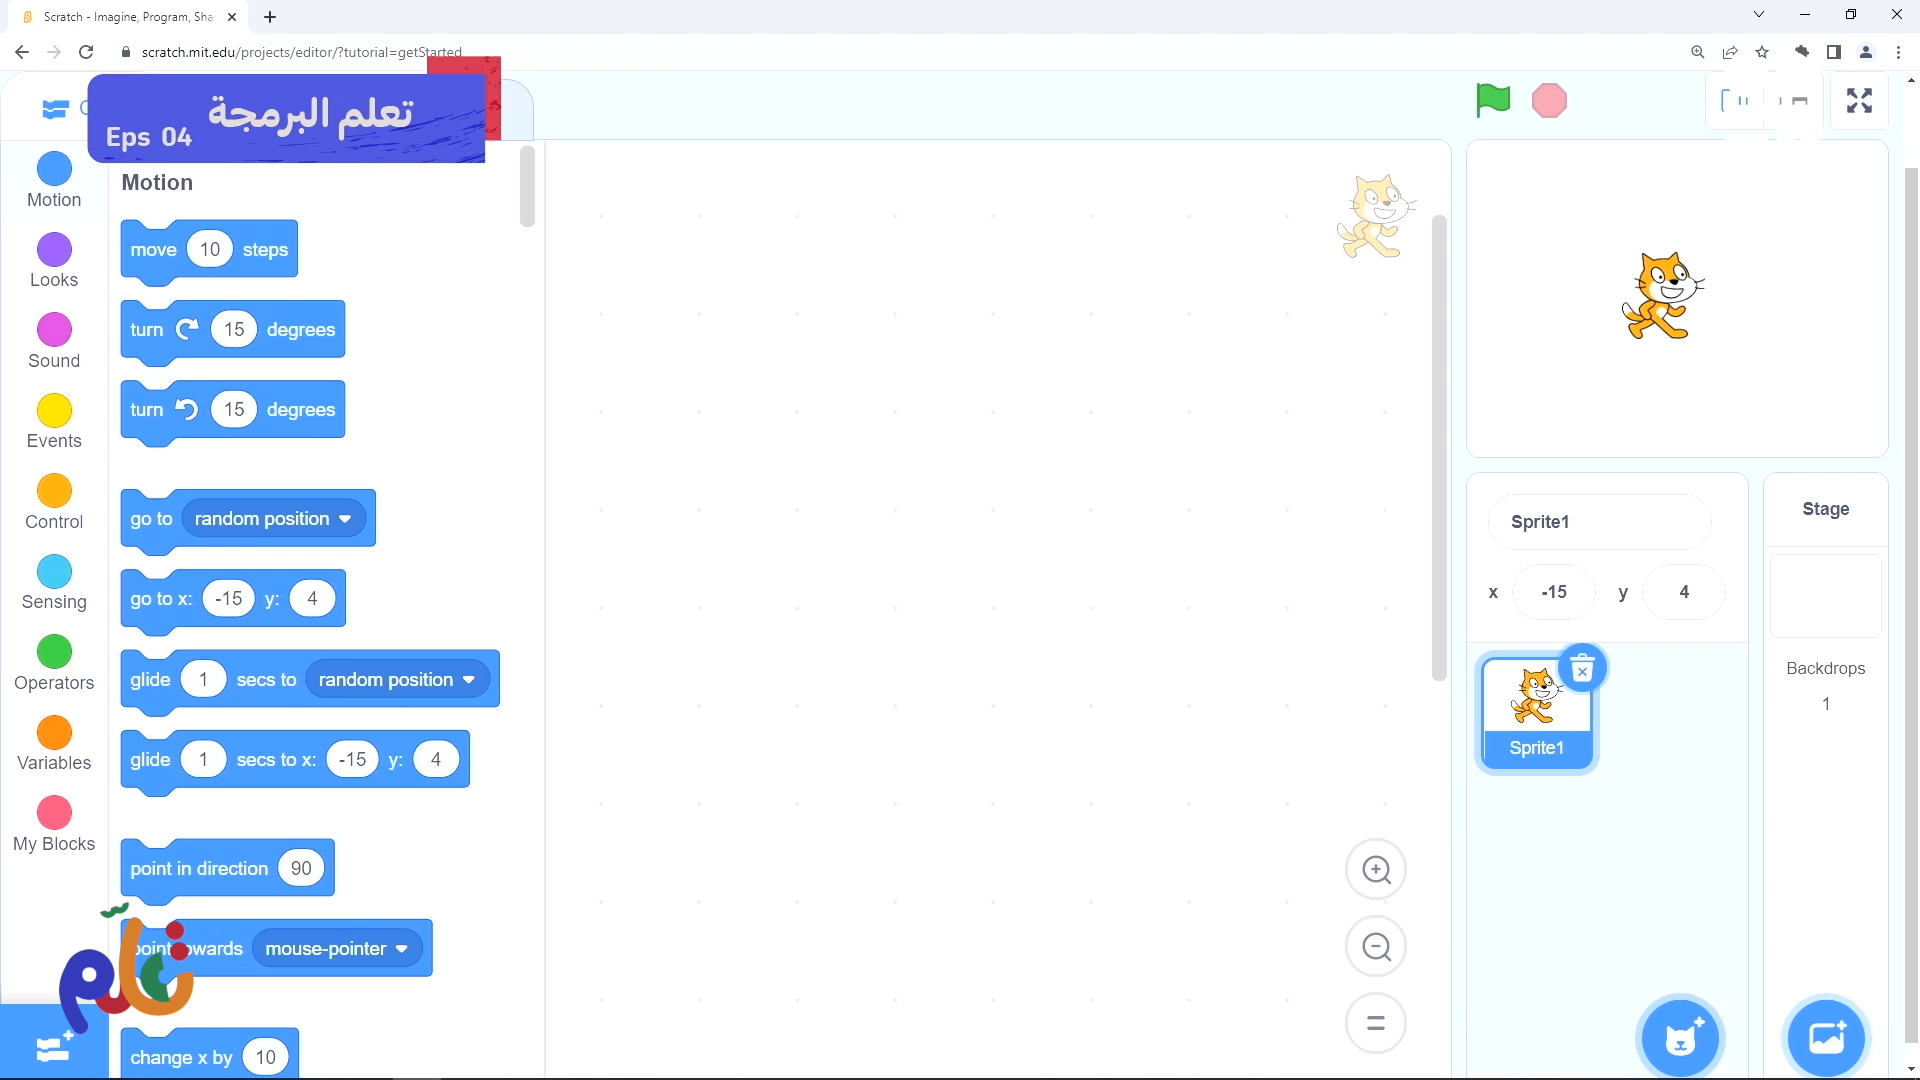 Scratch - Imagine, Program, Sha
scratch.mit.edu/projects/editor/?tutorial=getStarted
تعلم البرمجة
Eps 04
Motion
Looks
Sound
Events
Control
Sensing
Operators
Variables
My Blocks
Motion
move 10 steps
turn 15 degrees
turn 15 degrees
go to random position
go to x: -15 y: 4
glide 1 secs to random position
glide 1 secs to x: -15 y: 4
point in direction 90
point towards mouse-pointer
change x by 10
Sprite1
x -15 y 4
Sprite1
Stage
Backdrops
1